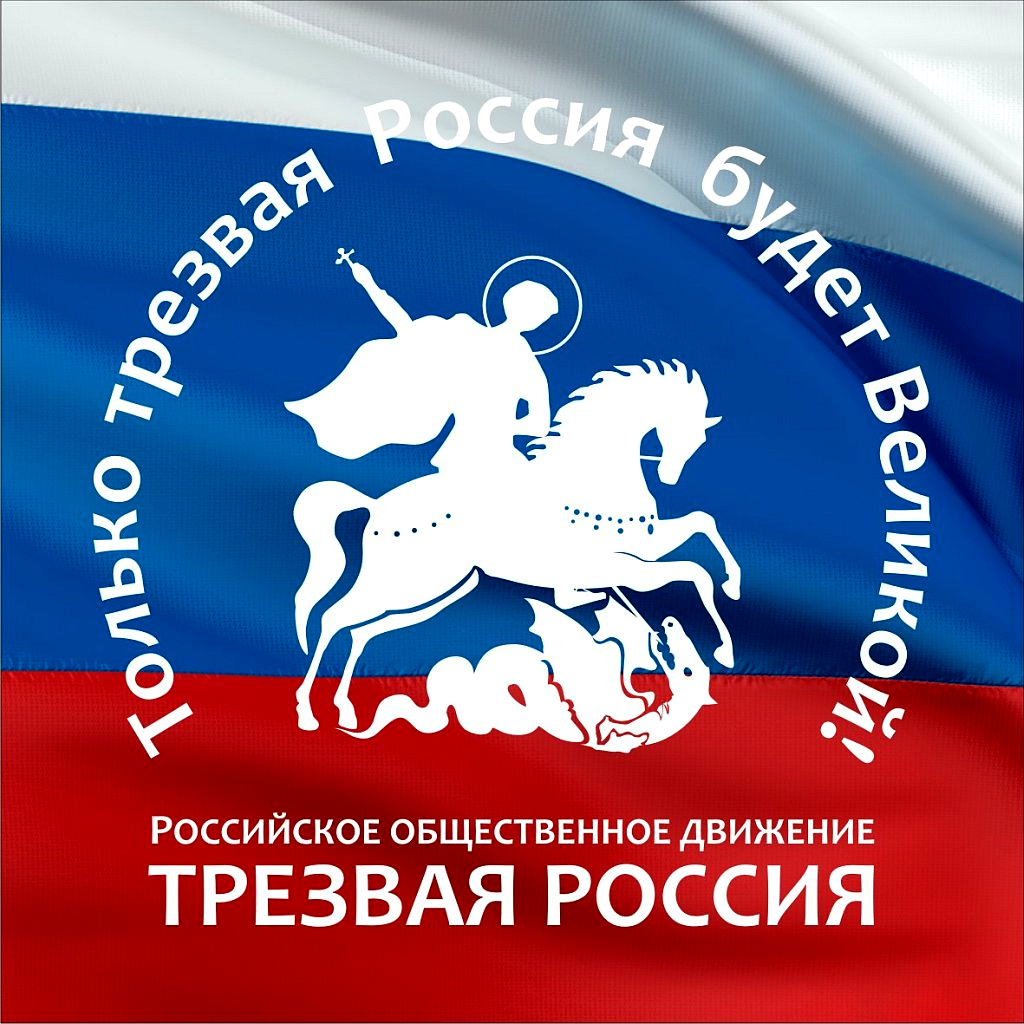 Только трезвая Россия будет Великой!
Российское общественное движение
ТРЕЗВАЯ РОССИЯ